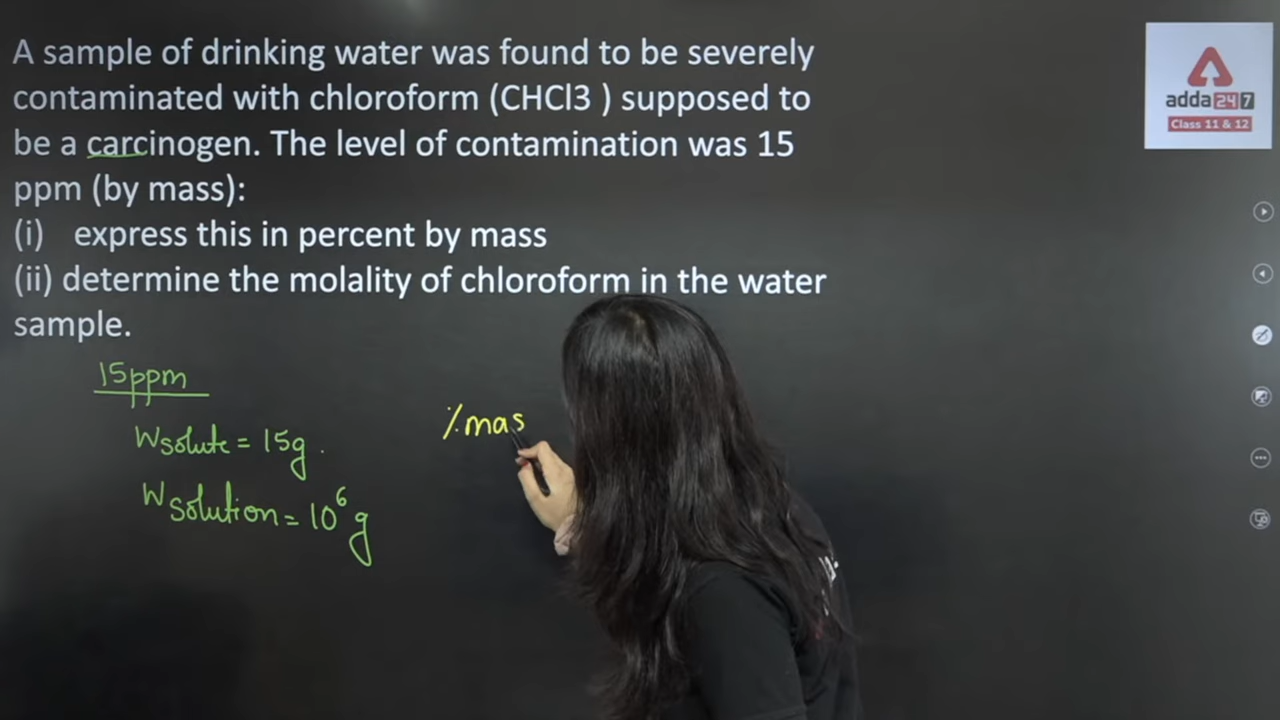 A sample of drinking water was found to be severely
contaminated with chloroform (CHCl3 ) supposed to
be a carcinogen. The level of contamination was 15
ppm (by mass):
(i) express this in percent by mass
(ii) determine the molality of chloroform in the water
sample.
15ppm
Wsolute = 15g.
Wsolution = 10⁶ g
% mas
adda247
Class 11 & 12